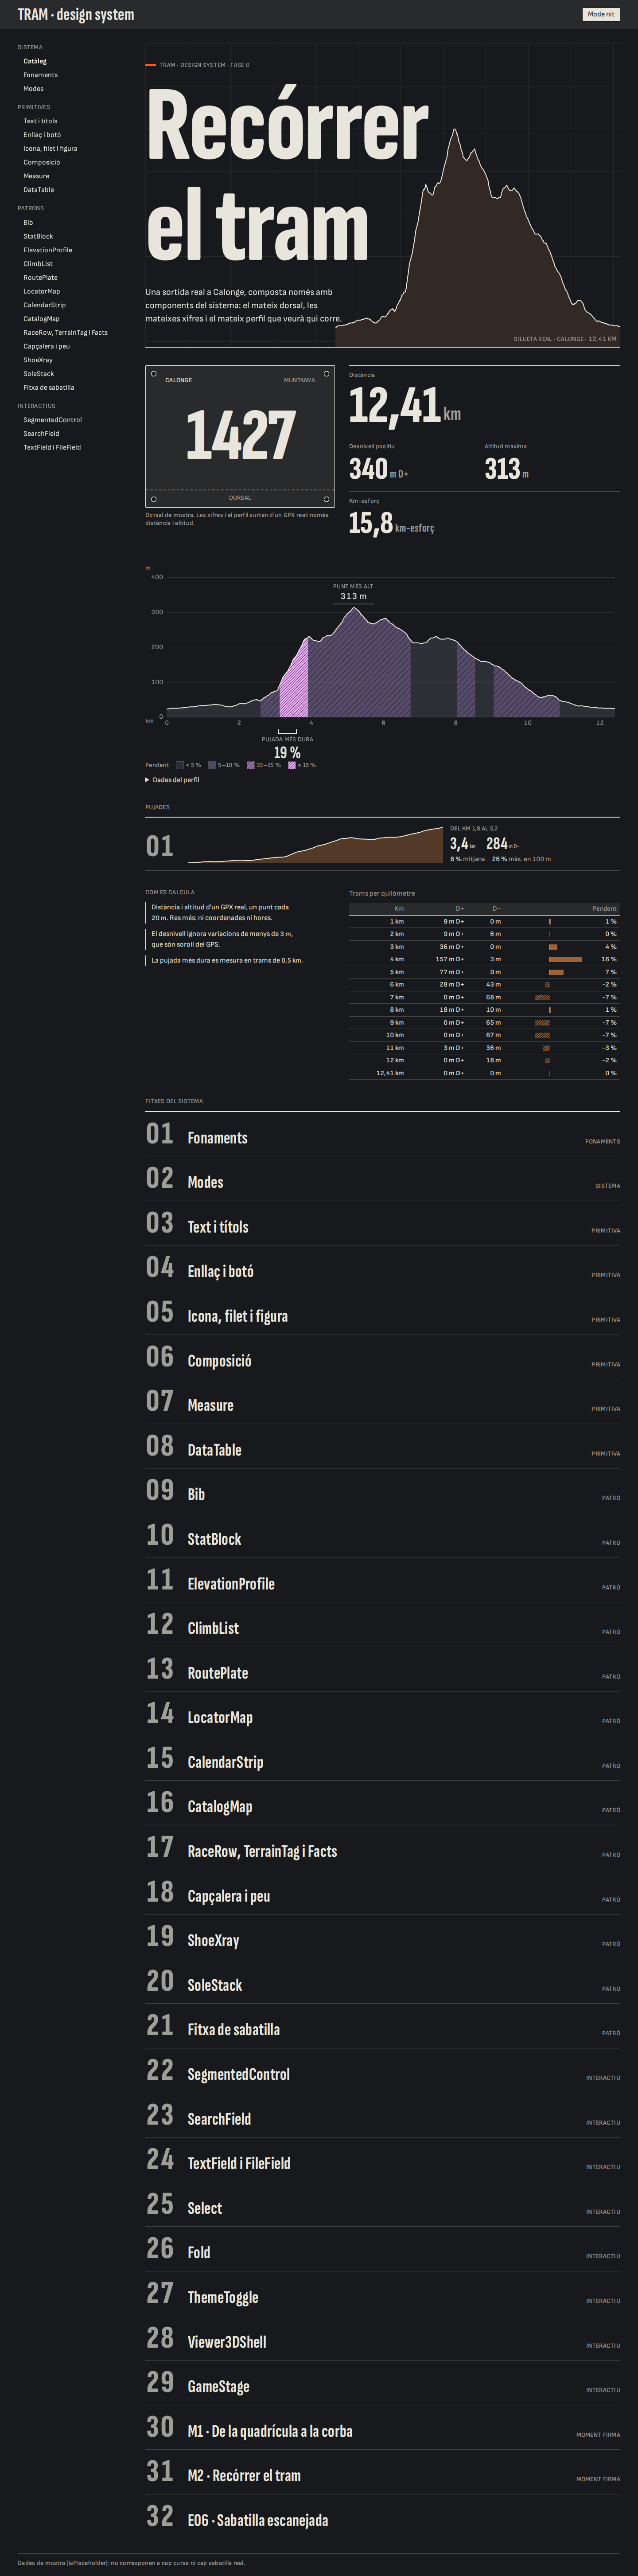 TRAM · design system
Mode nit
SISTEMA
Catàleg
Fonaments
Modes
PRIMITIVES
Text i títols
Enllaç i botó
Icona, filet i figura
Composició
Measure
DataTable
PATRONS
Bib
StatBlock
ElevationProfile
ClimbList
RoutePlate
LocatorMap
CalendarStrip
CatalogMap
RaceRow, TerrainTag i Facts
Capçalera i peu
ShoeXray
SoleStack
Fitxa de sabatilla
INTERACTIUS
SegmentedControl
SearchField
TextField i FileField
TRAM · DESIGN SYSTEM · FASE 0
Recórrer
el tram
Una sortida real a Calonge, composta només amb
components del sistema: el mateix dorsal, les
mateixes xifres i el mateix perfil que veurà qui corre.
SILUETA REAL · CALONGE · 12,41 KM
CALONGE
MUNTANYA
1427
DORSAL
Dorsal de mostra. Les xifres i el perfil surten d'un GPX real: només
distància i altitud.
Distància
12,41 km
Desnivell positiu
340 m D+
Altitud màxima
313 m
Km-esforç
15,8 km-esforç
m
400
300
200
100
0
km
0
2
4
6
8
10
12
PUNT MÉS ALT
313 m
PUJADA MÉS DURA
19 %
Pendent
< 5 %
5–10 %
10–15 %
≥ 15 %
Dades del perfil
PUJADES
01
DEL KM 1,8 AL 5,2
3,4 km 284 m D+
8 % mitjana 26 % màx. en 100 m
COM ES CALCULA
Distància i altitud d'un GPX real, un punt cada
20 m. Res més: ni coordenades ni hores.
El desnivell ignora variacions de menys de 3 m,
que són soroll del GPS.
La pujada més dura es mesura en trams de 0,5 km.
Trams per quilòmetre
Km D+ D− Pendent
1 km 9 m D+ 0 m 1 %
2 km 9 m D+ 6 m 0 %
3 km 36 m D+ 0 m 4 %
4 km 157 m D+ 3 m 16 %
5 km 77 m D+ 9 m 7 %
6 km 28 m D+ 43 m -2 %
7 km 0 m D+ 68 m -7 %
8 km 18 m D+ 10 m 1 %
9 km 0 m D+ 65 m -7 %
10 km 0 m D+ 67 m -7 %
11 km 3 m D+ 36 m -3 %
12 km 0 m D+ 18 m -2 %
12,41 km 0 m D+ 0 m 0 %
FITXES DEL SISTEMA
01 Fonaments FONAMENTS
02 Modes SISTEMA
03 Text i títols PRIMITIVA
04 Enllaç i botó PRIMITIVA
05 Icona, filet i figura PRIMITIVA
06 Composició PRIMITIVA
07 Measure PRIMITIVA
08 DataTable PRIMITIVA
09 Bib PATRÓ
10 StatBlock PATRÓ
11 ElevationProfile PATRÓ
12 ClimbList PATRÓ
13 RoutePlate PATRÓ
14 LocatorMap PATRÓ
15 CalendarStrip PATRÓ
16 CatalogMap PATRÓ
17 RaceRow, TerrainTag i Facts PATRÓ
18 Capçalera i peu PATRÓ
19 ShoeXray PATRÓ
20 SoleStack PATRÓ
21 Fitxa de sabatilla PATRÓ
22 SegmentedControl INTERACTIU
23 SearchField INTERACTIU
24 TextField i FileField INTERACTIU
25 Select INTERACTIU
26 Fold INTERACTIU
27 ThemeToggle INTERACTIU
28 Viewer3DShell INTERACTIU
29 GameStage INTERACTIU
30 M1 · De la quadrícula a la corba MOMENT FIRMA
31 M2 · Recórrer el tram MOMENT FIRMA
32 E06 · Sabatilla escanejada
Dades de mostra (isPlaceholder): no corresponen a cap cursa ni cap sabatilla real.